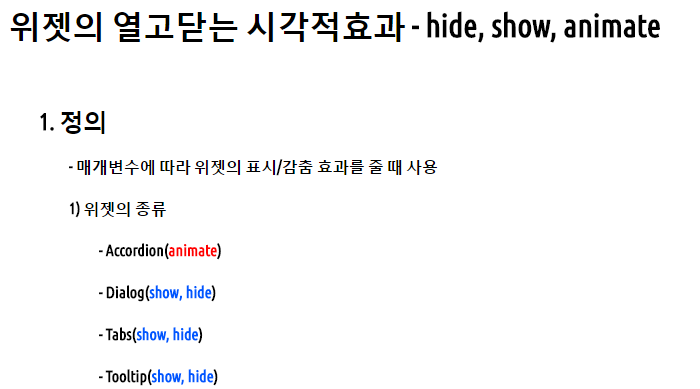 위젯의 열고닫는 시각적효과 - hide, show, animate
1. 정의
- 매개변수에 따라 위젯의 표시/감춤 효과를 줄 때 사용
1) 위젯의 종류
- Accordion(animate)
- Dialog(show, hide)
- Tabs(show, hide)
- Tooltip(show, hide)